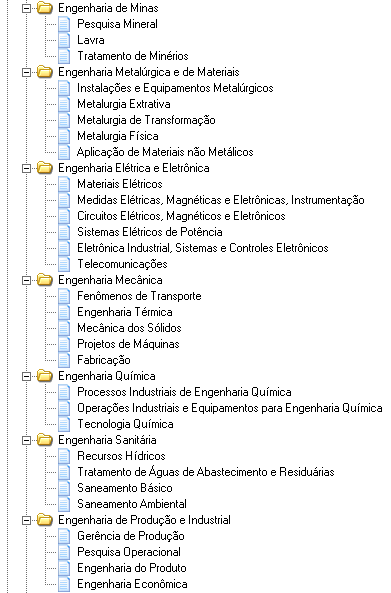 Engenharia de Minas
Pesquisa Mineral
Lavra
Tratamento de Minérios
Engenharia Metalúrgica e de Materiais
Instalações e Equipamentos Metalúrgicos
Metalurgia Extrativa
Metalurgia de Transformação
Metalurgia Física
Aplicação de Materiais não Metálicos
Engenharia Elétrica e Eletrônica
Materiais Elétricos
Medidas Elétricas, Magnéticas e Eletrônicas, Instrumentação
Circuitos Elétricos, Magnéticos e Eletrônicos
Sistemas Elétricos de Potência
Eletrônica Industrial, Sistemas e Controles Eletrônicos
Telecomunicações
Engenharia Mecânica
Fenômenos de Transporte
Engenharia Térmica
Mecânica dos Sólidos
Projetos de Máquinas
Fabricação
Engenharia Química
Processos Industriais de Engenharia Química
Operações Industriais e Equipamentos para Engenharia Química
Tecnologia Química
Engenharia Sanitária
Recursos Hídricos
Tratamento de Águas de Abastecimento e Residuárias
Saneamento Básico
Saneamento Ambiental
Engenharia de Produção e Industrial
Gerência de Produção
Pesquisa Operacional
Engenharia do Produto
Engenharia Econômica